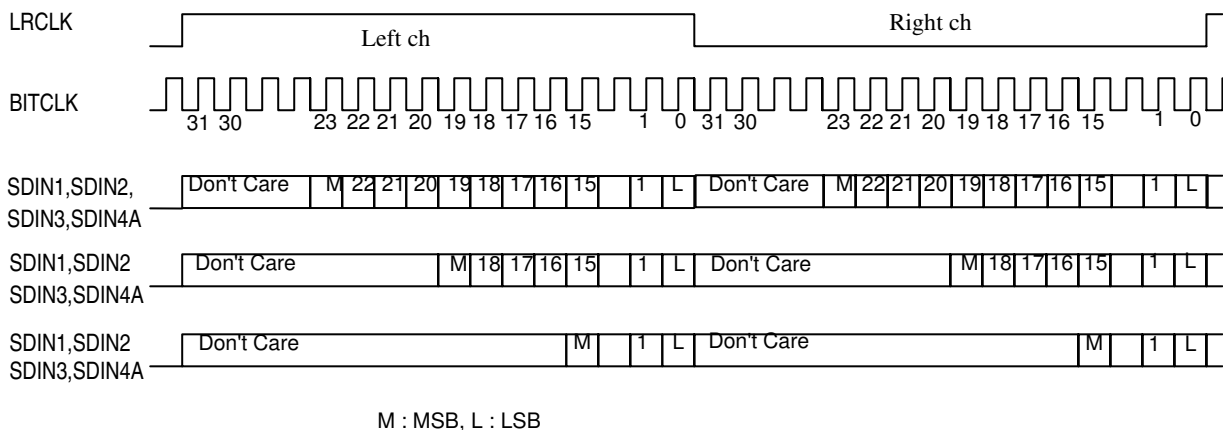 LRCLK Left ch Right ch
BITCLK
31 30 23 22 21 20 19 18 17 16 15 1 0 31 30 23 22 21 20 19 18 17 16 15 1 0
SDIN1,SDIN2, Don't Care M 22 21 20 19 18 17 16 15 1 L Don't Care M 22 21 20 19 18 17 16 15 1 L
SDIN3,SDIN4A
SDIN1,SDIN2 Don't Care M 18 17 16 15 1 L Don't Care M 18 17 16 15 1 L
SDIN3,SDIN4A
SDIN1,SDIN2 Don't Care M 1 L Don't Care M 1 L
SDIN3,SDIN4A
M : MSB, L : LSB